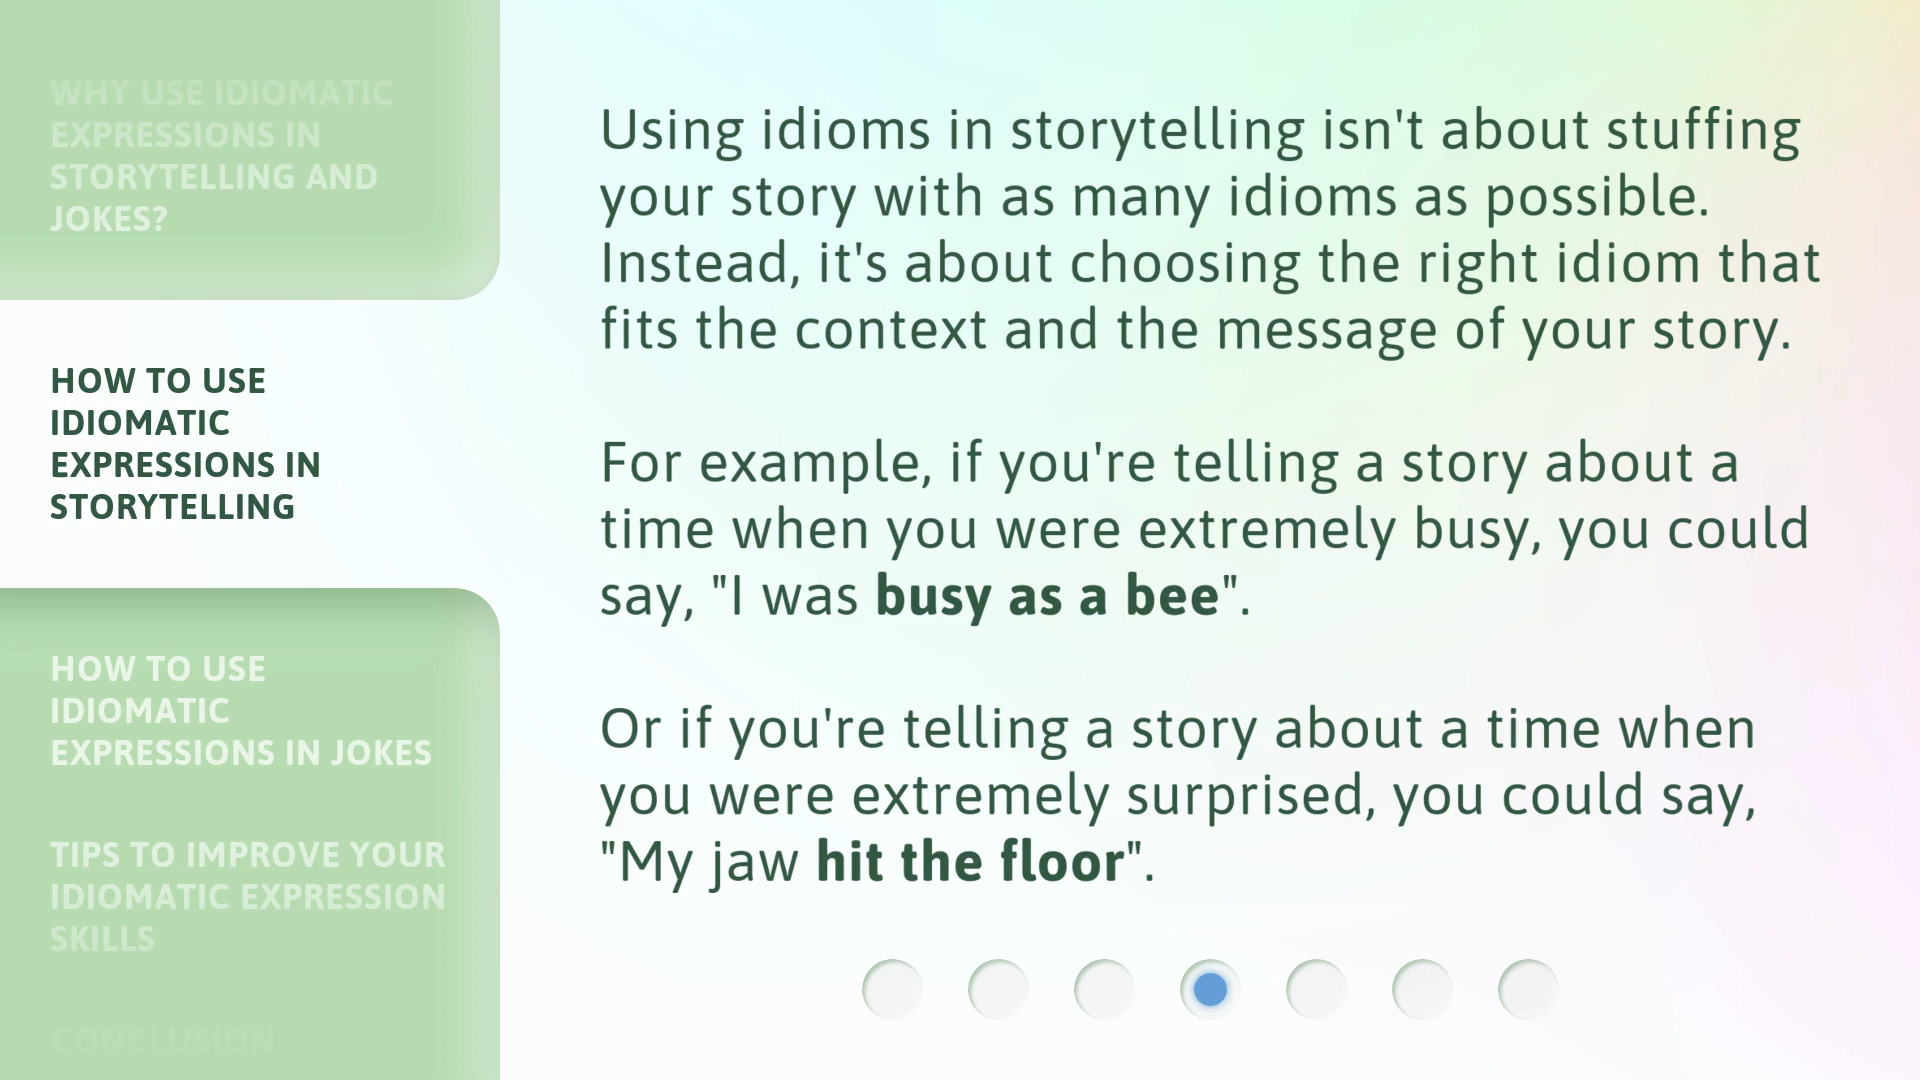 WHY USE IDIOMATIC
EXPRESSIONS IN
STORYTELLING AND
JOKES?
HOW TO USE
IDIOMATIC
EXPRESSIONS IN
STORYTELLING
HOW TO USE
IDIOMATIC
EXPRESSIONS IN JOKES
TIPS TO IMPROVE YOUR
IDIOMATIC EXPRESSION
SKILLS
CONCLUSION
Using idioms in storytelling isn't about stuffing
your story with as many idioms as possible.
Instead, it's about choosing the right idiom that
fits the context and the message of your story.
For example, if you're telling a story about a
time when you were extremely busy, you could
say, "I was busy as a bee".
Or if you're telling a story about a time when
you were extremely surprised, you could say,
"My jaw hit the floor".